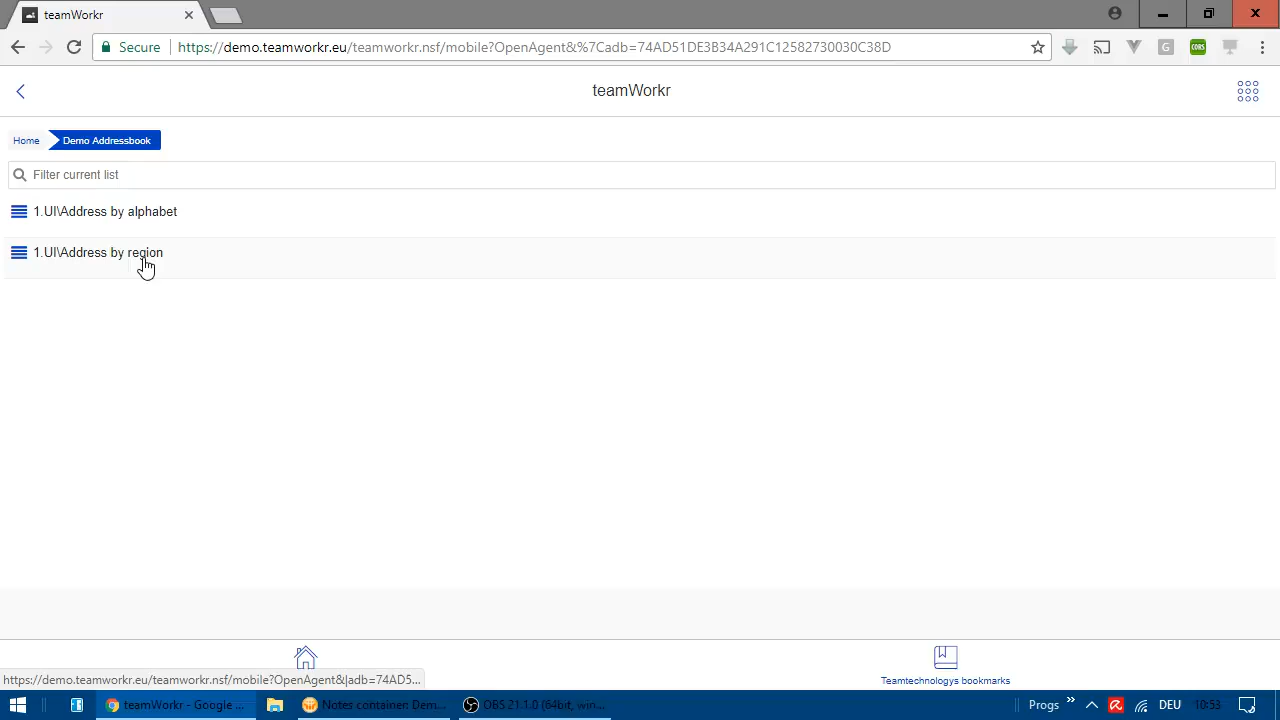 teamWorkr
Secure
https://demo.teamworkr.eu/teamworkr.nsf/mobile?OpenAgent&%7Cadb=74AD51DE3B34A291C125B2730030C38D
G
CORS
teamWorkr
Home
Demo Addressbook
Filter current list
1.UI\Address by alphabet
1.UI\Address by region
Teamtechnologys bookmarks
https://demo.teamworkr.eu/teamworkr.nsf/mobile?OpenAgent&|adb=74AD5...
teamWorkr - Google ...
Notes container: Dem...
OBS 21.1.0 (64bit, win...
Progs
DEU
10:53